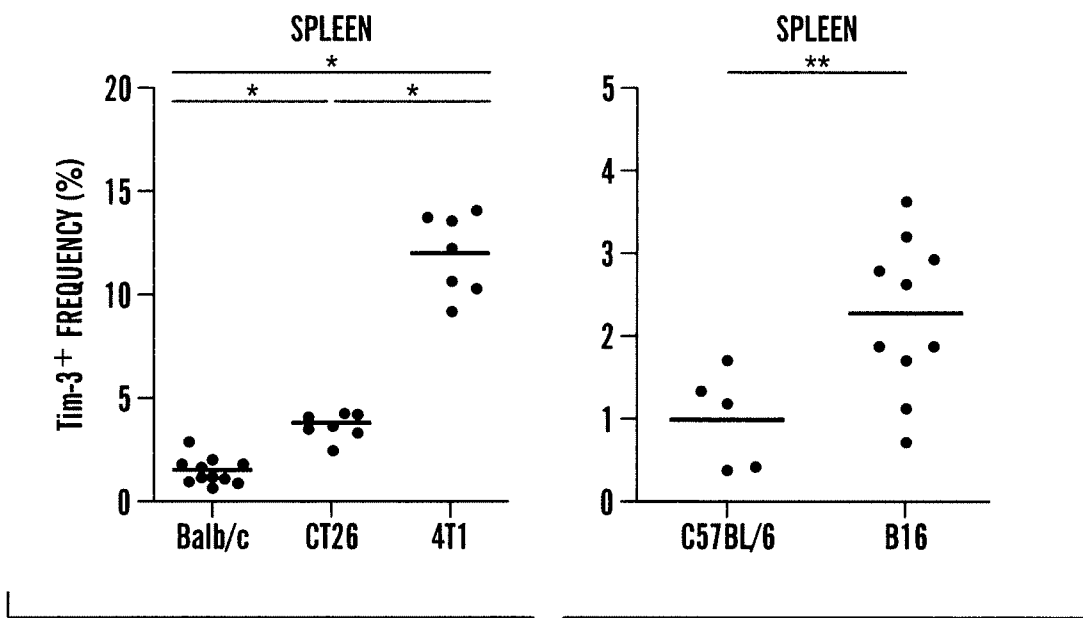 SPLEEN
*
* *
20
15
10
5
0
Tim-3+ FREQUENCY (%)
Balb/c CT26 4T1
SPLEEN
**
5
4
3
2
1
0
C57BL/6 B16